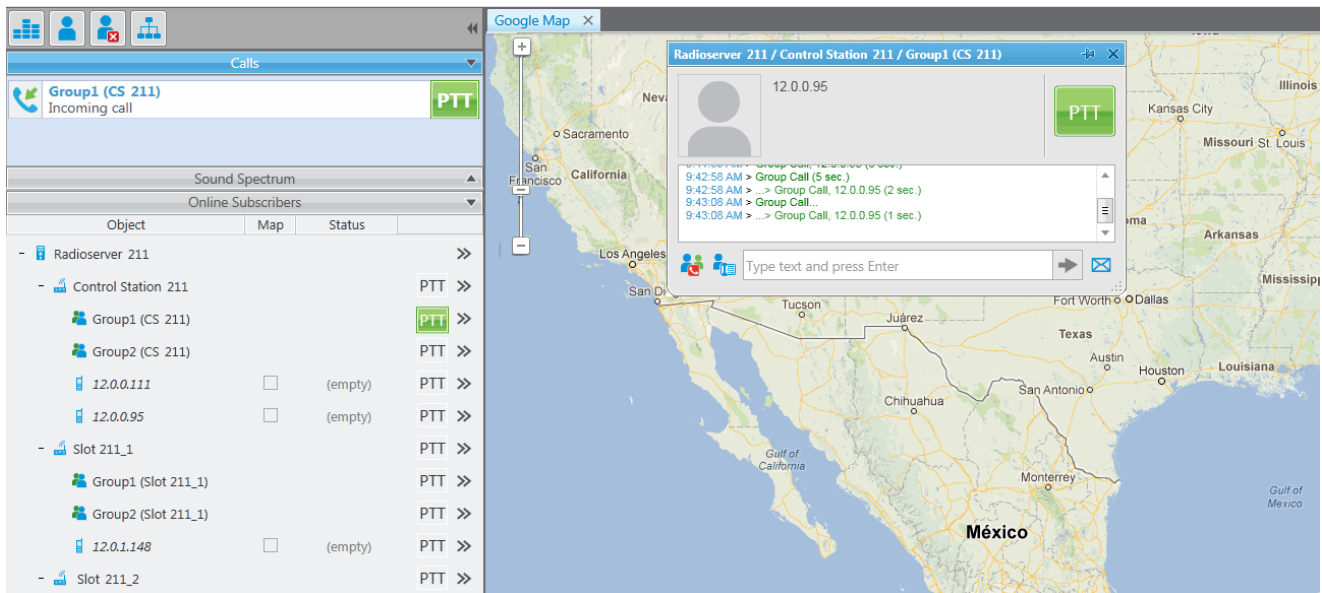 Google Map
Calls
Group1 (CS 211)
Incoming call
PTT
Sound Spectrum
Online Subscribers
Object Map Status
Radioserver 211
Control Station 211 PTT
Group1 (CS 211) PTT
Group2 (CS 211) PTT
12.0.0.111 (empty) PTT
12.0.0.95 (empty) PTT
Slot 211_1 PTT
Group1 (Slot 211_1) PTT
Group2 (Slot 211_1) PTT
12.0.1.148 (empty) PTT
Slot 211_2 PTT
Radioserver 211 / Control Station 211 / Group1 (CS 211)
12.0.0.95
PTT
9:42:58 AM > Group Call (5 sec.)
9:42:58 AM > ...> Group Call, 12.0.0.95 (2 sec.)
9:43:08 AM > Group Call...
9:43:08 AM > ...> Group Call, 12.0.0.95 (1 sec.)
Type text and press Enter
Neva
Illinois
Kansas City
Sacramento
Missouri St. Louis
San
Francisco
California
oma
Arkansas
Los Angeles
Mississipp
San Di
Tucson
Fort Worth Dallas
Juárez
Texas
Austin
Houston
Louisiana
San Antonio
Chihuahua
Gulf of
California
Monterrey
Gulf of
Mexico
México